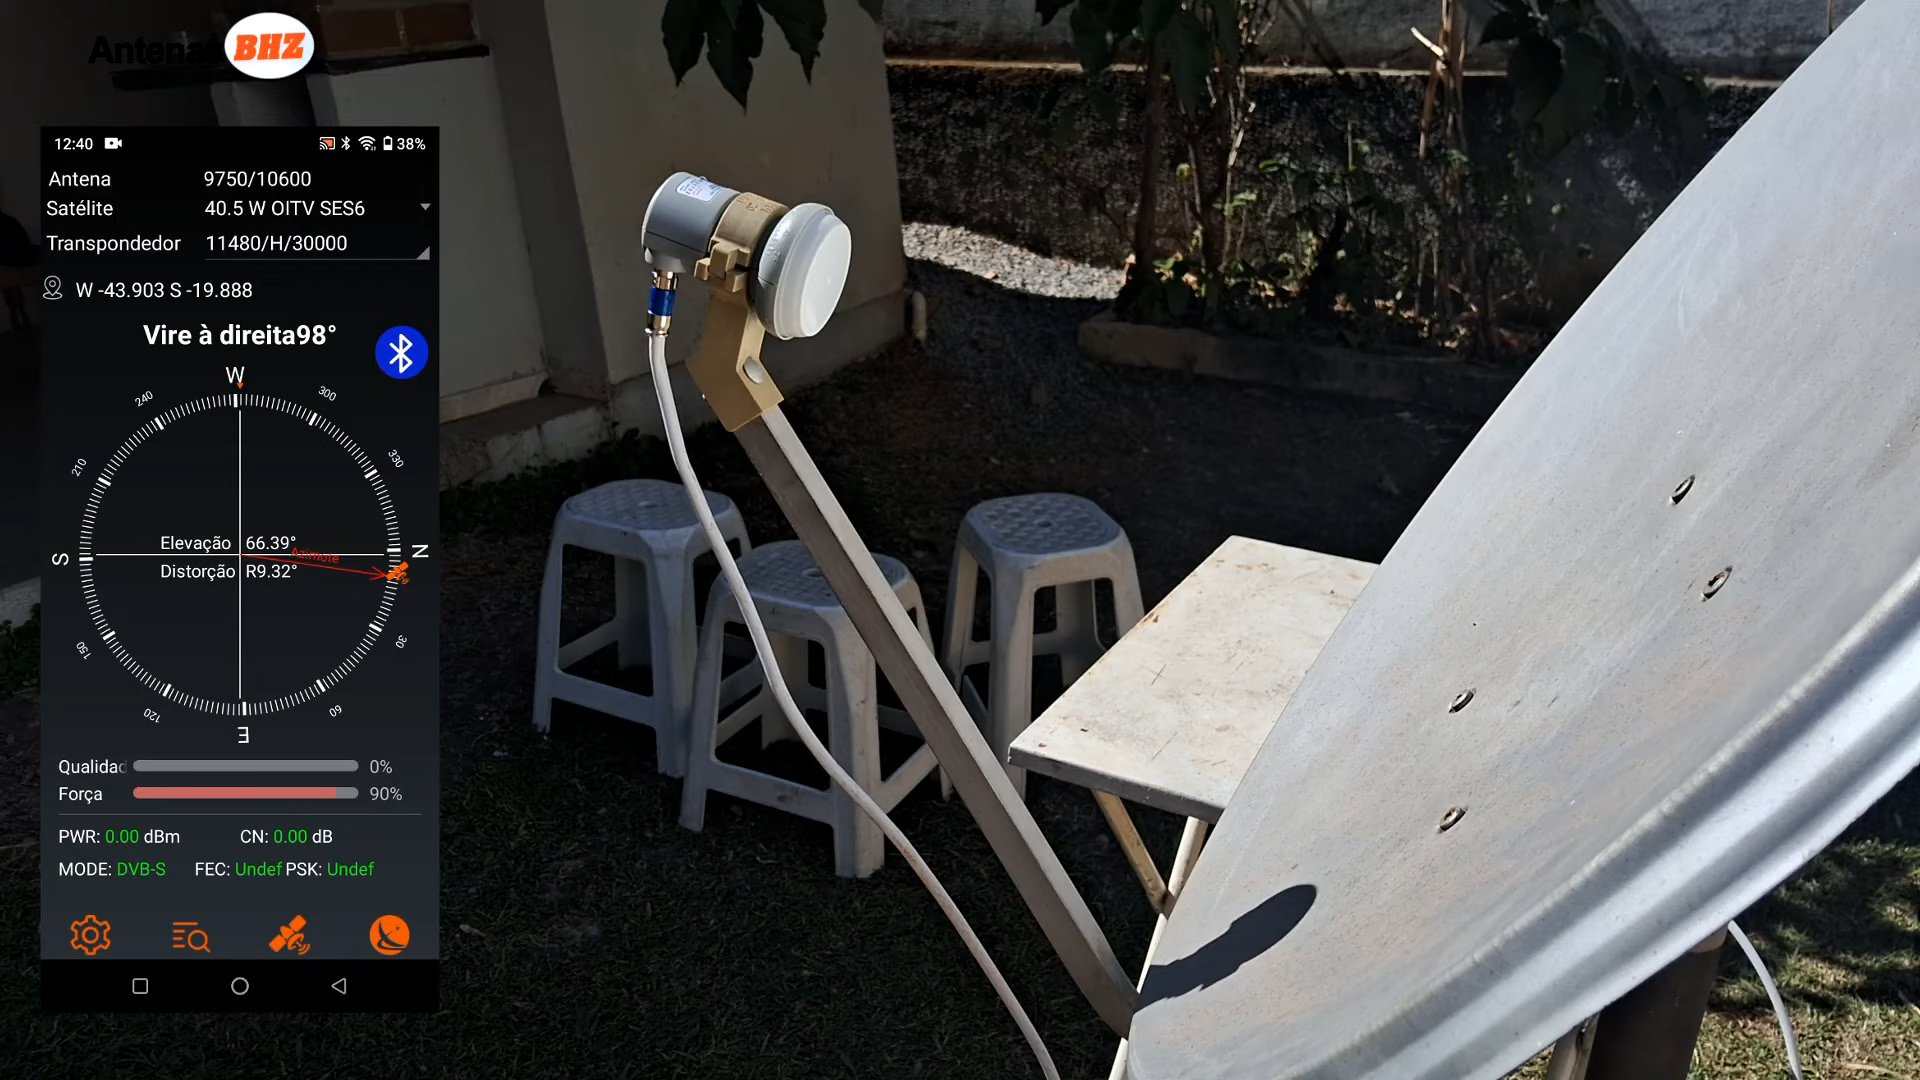 Antenas BHZ
12:40 38%
Antena 9750/10600
Satélite 40.5 W OITV SES6
Transpondedor 11480/H/30000
W -43.903 S -19.888
Vire à direita98°
W
240 300
210 330
S N
Elevação 66.39°
Azimute
Distorção R9.32°
150 30
120 60
E
Qualidad 0%
Força 90%
PWR: 0.00 dBm CN: 0.00 dB
MODE: DVB-S FEC: Undef PSK: Undef